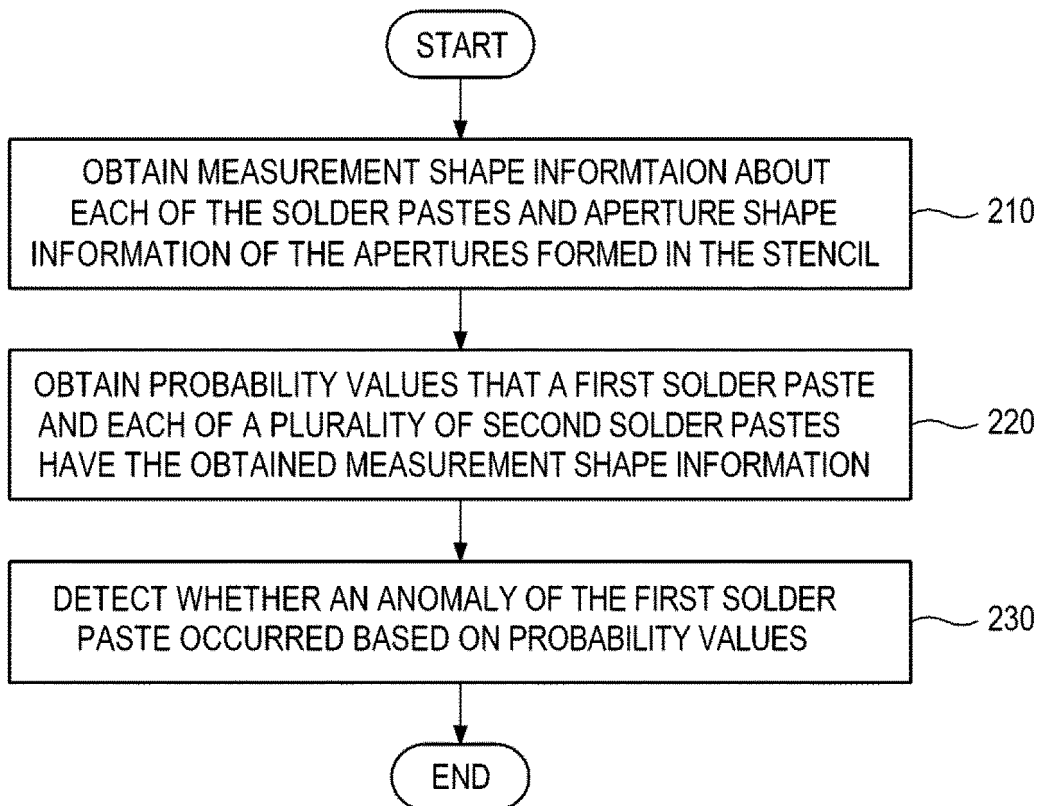 START
OBTAIN MEASUREMENT SHAPE INFORMTAION ABOUT
EACH OF THE SOLDER PASTES AND APERTURE SHAPE
INFORMATION OF THE APERTURES FORMED IN THE STENCIL
210
OBTAIN PROBABILITY VALUES THAT A FIRST SOLDER PASTE
AND EACH OF A PLURALITY OF SECOND SOLDER PASTES
HAVE THE OBTAINED MEASUREMENT SHAPE INFORMATION
220
DETECT WHETHER AN ANOMALY OF THE FIRST SOLDER
PASTE OCCURRED BASED ON PROBABILITY VALUES
230
END